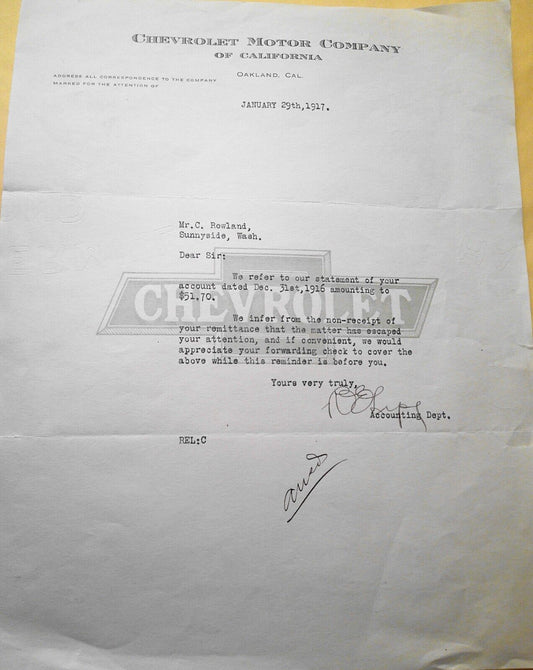 CHEVROLET MOTOR COMPANY
OF CALIFORNIA
OAKLAND, CAL.
ADDRESS ALL CORRESPONDENCE TO THE COMPANY
MARKED FOR THE ATTENTION OF
JANUARY 29th,1917.
Mr.C. Rowland,
Sunnyside, Wash.
Dear Sir:
We refer to our statement of your
account dated Dec. 31st,1916 amounting to
$51.70.
CHEVROLET
We infer from the non-receipt of
your remittance that the matter has escaped
your attention, and if convenient, we would
appreciate your forwarding check to cover the
above while this reminder is before you.
Yours very truly,
Accounting Dept.
REL:C